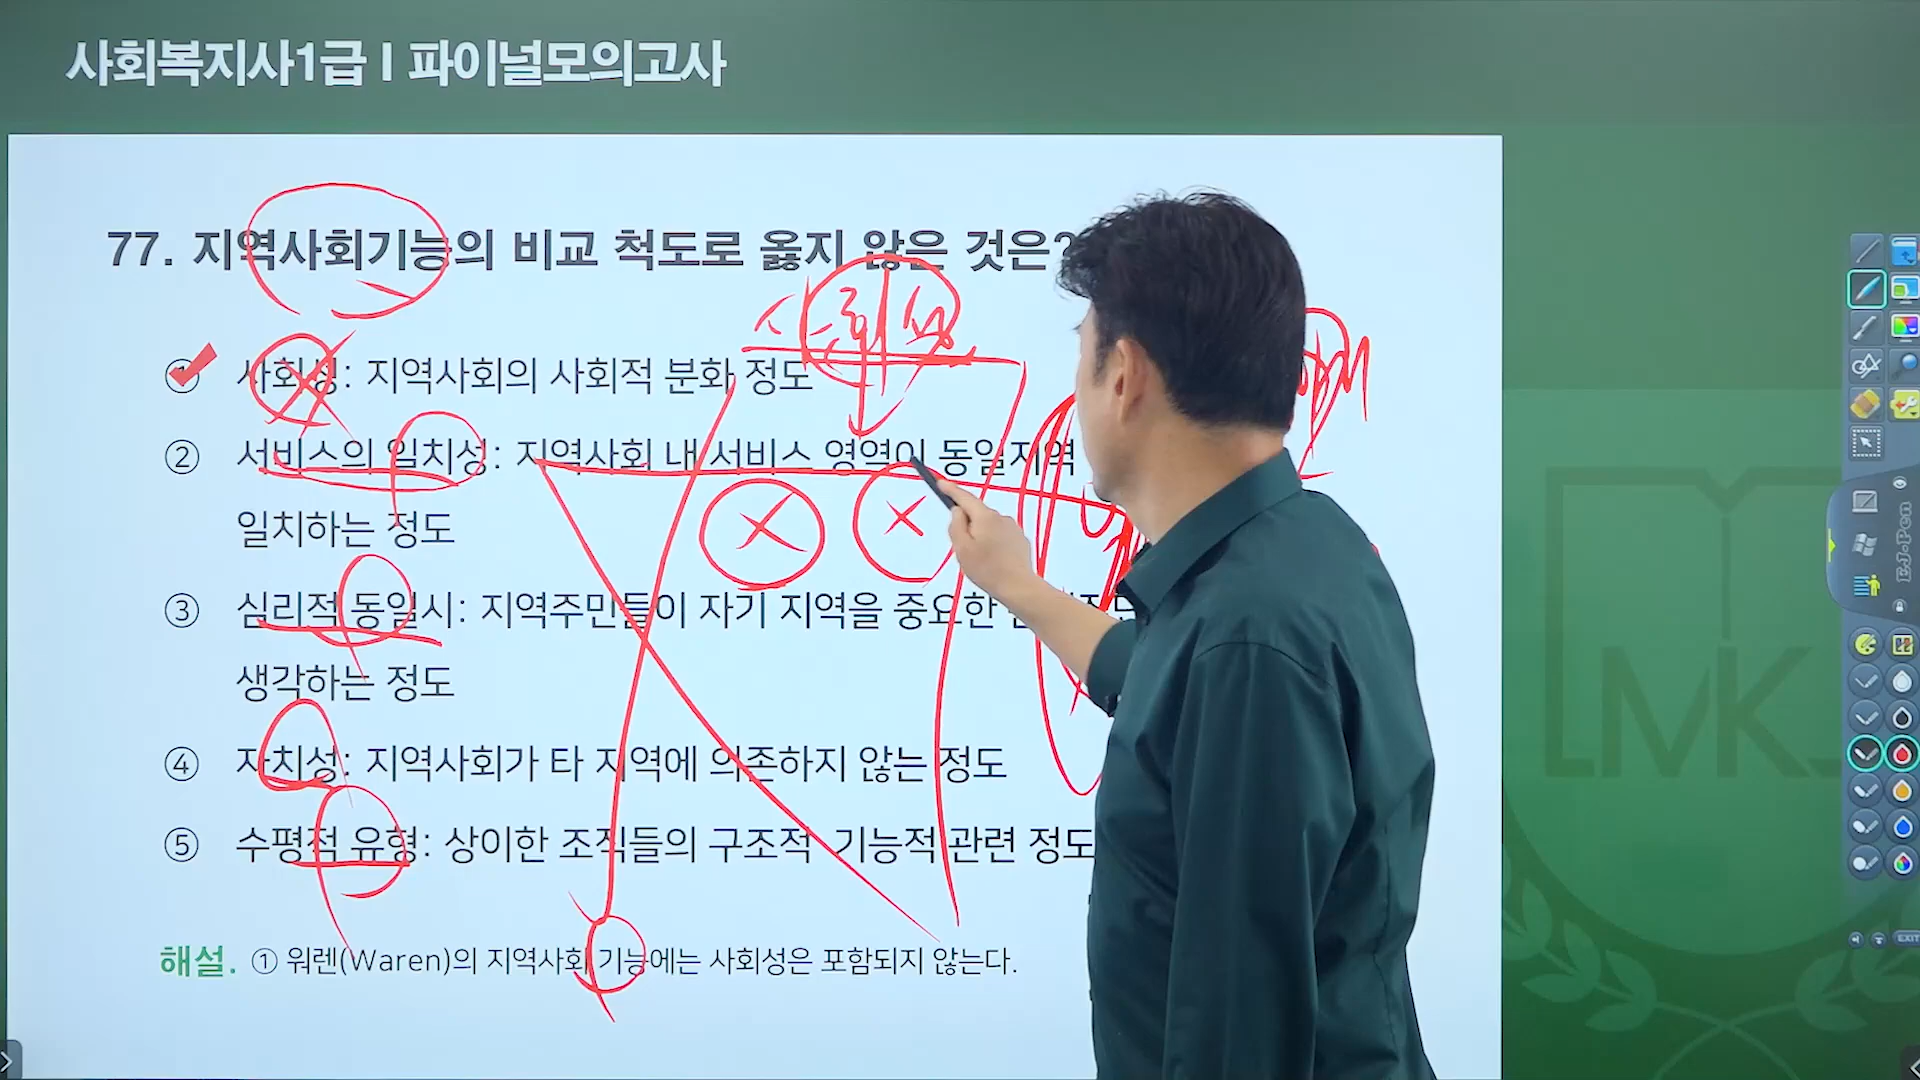 사회복지사1급 | 파이널모의고사
77. 지역사회기능의 비교 척도로 옳지 않은 것은?
사회성
① 사회성: 지역사회의 사회적 분화 정도
② 서비스의 일치성: 지역사회 내 서비스 영역이 동일지역
일치하는 정도
③ 심리적 동일시: 지역주민들이 자기 지역을 중요한
생각하는 정도
④ 자치성: 지역사회가 타 지역에 의존하지 않는 정도
⑤ 수평적 유형: 상이한 조직들의 구조적 기능적 관련 정도
해설. ① 워렌(Waren)의 지역사회 기능에는 사회성은 포함되지 않는다.
MK
EJ-Pen
EXIT